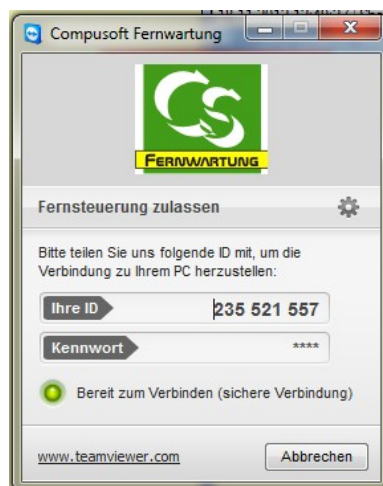 Compusoft Fernwartung
CS
FERNWARTUNG
Fernsteuerung zulassen
Bitte teilen Sie uns folgende ID mit, um die
Verbindung zu Ihrem PC herzustellen:
Ihre ID 235 521 557
Kennwort ****
Bereit zum Verbinden (sichere Verbindung)
www.teamviewer.com Abbrechen